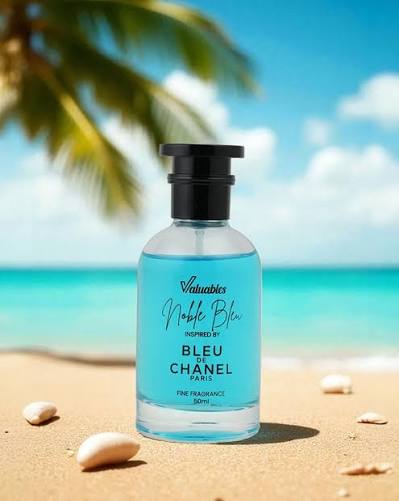 Valuables
Noble Bleu
INSPIRED BY
BLEU
DE
CHANEL
PARIS
FINE FRAGRANCE
50ml